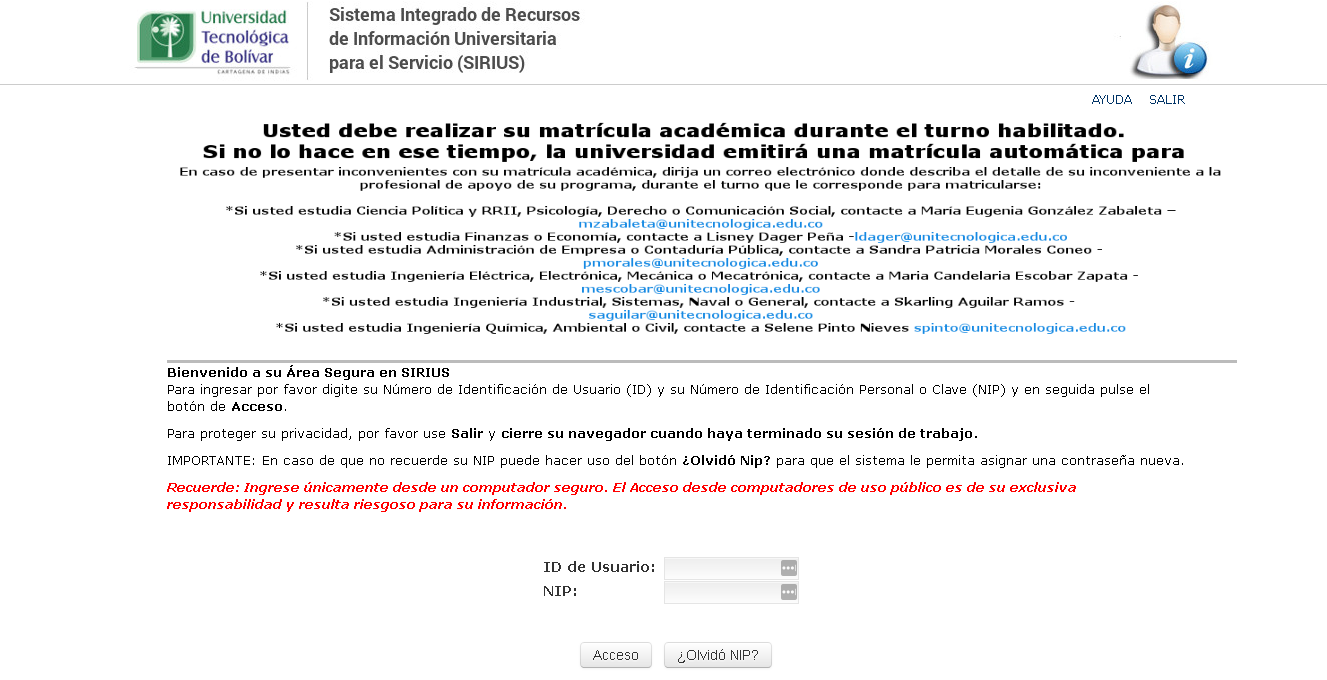 Universidad
Tecnológica
de Bolívar
CARTAGENA DE INDIAS
Sistema Integrado de Recursos
de Información Universitaria
para el Servicio (SIRIUS)
AYUDA SALIR
Usted debe realizar su matrícula académica durante el turno habilitado.
Si no lo hace en ese tiempo, la universidad emitirá una matrícula automática para
En caso de presentar inconvenientes con su matrícula académica, dirija un correo electrónico donde describa el detalle de su inconveniente a la
profesional de apoyo de su programa, durante el turno que le corresponde para matricularse:
*Si usted estudia Ciencia Política y RRII, Psicología, Derecho o Comunicación Social, contacte a María Eugenia González Zabaleta –
mzabaleta@unitecnologica.edu.co
*Si usted estudia Finanzas o Economía, contacte a Lisney Dager Peña -ldager@unitecnologica.edu.co
*Si usted estudia Administración de Empresa o Contaduría Pública, contacte a Sandra Patricia Morales Coneo -
pmorales@unitecnologica.edu.co
*Si usted estudia Ingeniería Eléctrica, Electrónica, Mecánica o Mecatrónica, contacte a Maria Candelaria Escobar Zapata -
mescobar@unitecnologica.edu.co
*Si usted estudia Ingeniería Industrial, Sistemas, Naval o General, contacte a Skarling Aguilar Ramos -
saguilar@unitecnologica.edu.co
*Si usted estudia Ingeniería Química, Ambiental o Civil, contacte a Selene Pinto Nieves spinto@unitecnologica.edu.co
Bienvenido a su Área Segura en SIRIUS
Para ingresar por favor digite su Número de Identificación de Usuario (ID) y su Número de Identificación Personal o Clave (NIP) y en seguida pulse el
botón de Acceso.
Para proteger su privacidad, por favor use Salir y cierre su navegador cuando haya terminado su sesión de trabajo.
IMPORTANTE: En caso de que no recuerde su NIP puede hacer uso del botón ¿Olvidó Nip? para que el sistema le permita asignar una contraseña nueva.
Recuerde: Ingrese únicamente desde un computador seguro. El Acceso desde computadores de uso público es de su exclusiva
responsabilidad y resulta riesgoso para su información.
ID de Usuario:
NIP:
Acceso ¿Olvidó NIP?